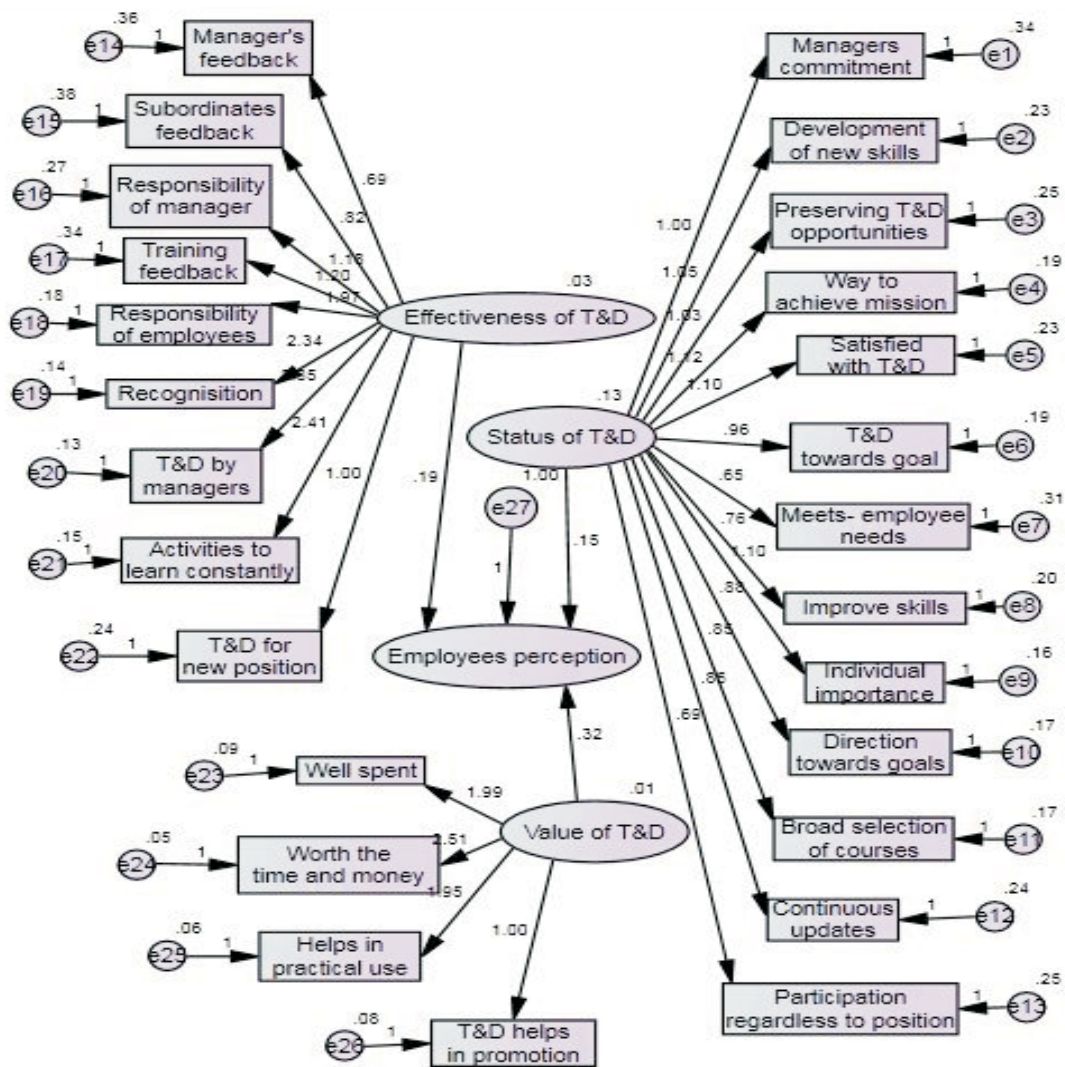 .36
e14
1
Manager's
feedback
.38
e15
1
Subordinates
feedback
.27
e16
1
Responsibility
of manager
.34
e17
1
Training
feedback
.18
e18
1
Responsibility
of employees
.14
e19
1
Recognisition
.13
e20
1
T&D by
managers
.15
e21
1
Activities to
learn constantly
.24
e22
1
T&D for
new position
.69
.82
1.20
1.97
2.34
2.41
1.00
.03
Effectiveness of T&D
.19
.13
Status of T&D
1.00
e27
1
.15
Employees perception
.32
.01
Value of T&D
.09
e23
1
Well spent
1.99
.05
e24
1
Worth the
time and money
2.51
.06
e25
1
Helps in
practical use
1.95
.08
e26
1
T&D helps
in promotion
1.00
1.00
1.05
1.03
1.12
1.10
.96
.65
.76
1.10
.88
.85
.69
Managers
commitment
1
.34
e1
Development
of new skills
1
.23
e2
Preserving T&D
opportunities
1
.25
e3
Way to
achieve mission
1
.19
e4
Satisfied
with T&D
1
.23
e5
T&D
towards goal
1
.19
e6
Meets- employee
needs
1
.31
e7
Improve skills
1
.20
e8
Individual
importance
1
.16
e9
Direction
towards goals
1
.17
e10
Broad selection
of courses
1
.17
e11
Continuous
updates
1
.24
e12
Participation
regardless to position
1
.25
e13